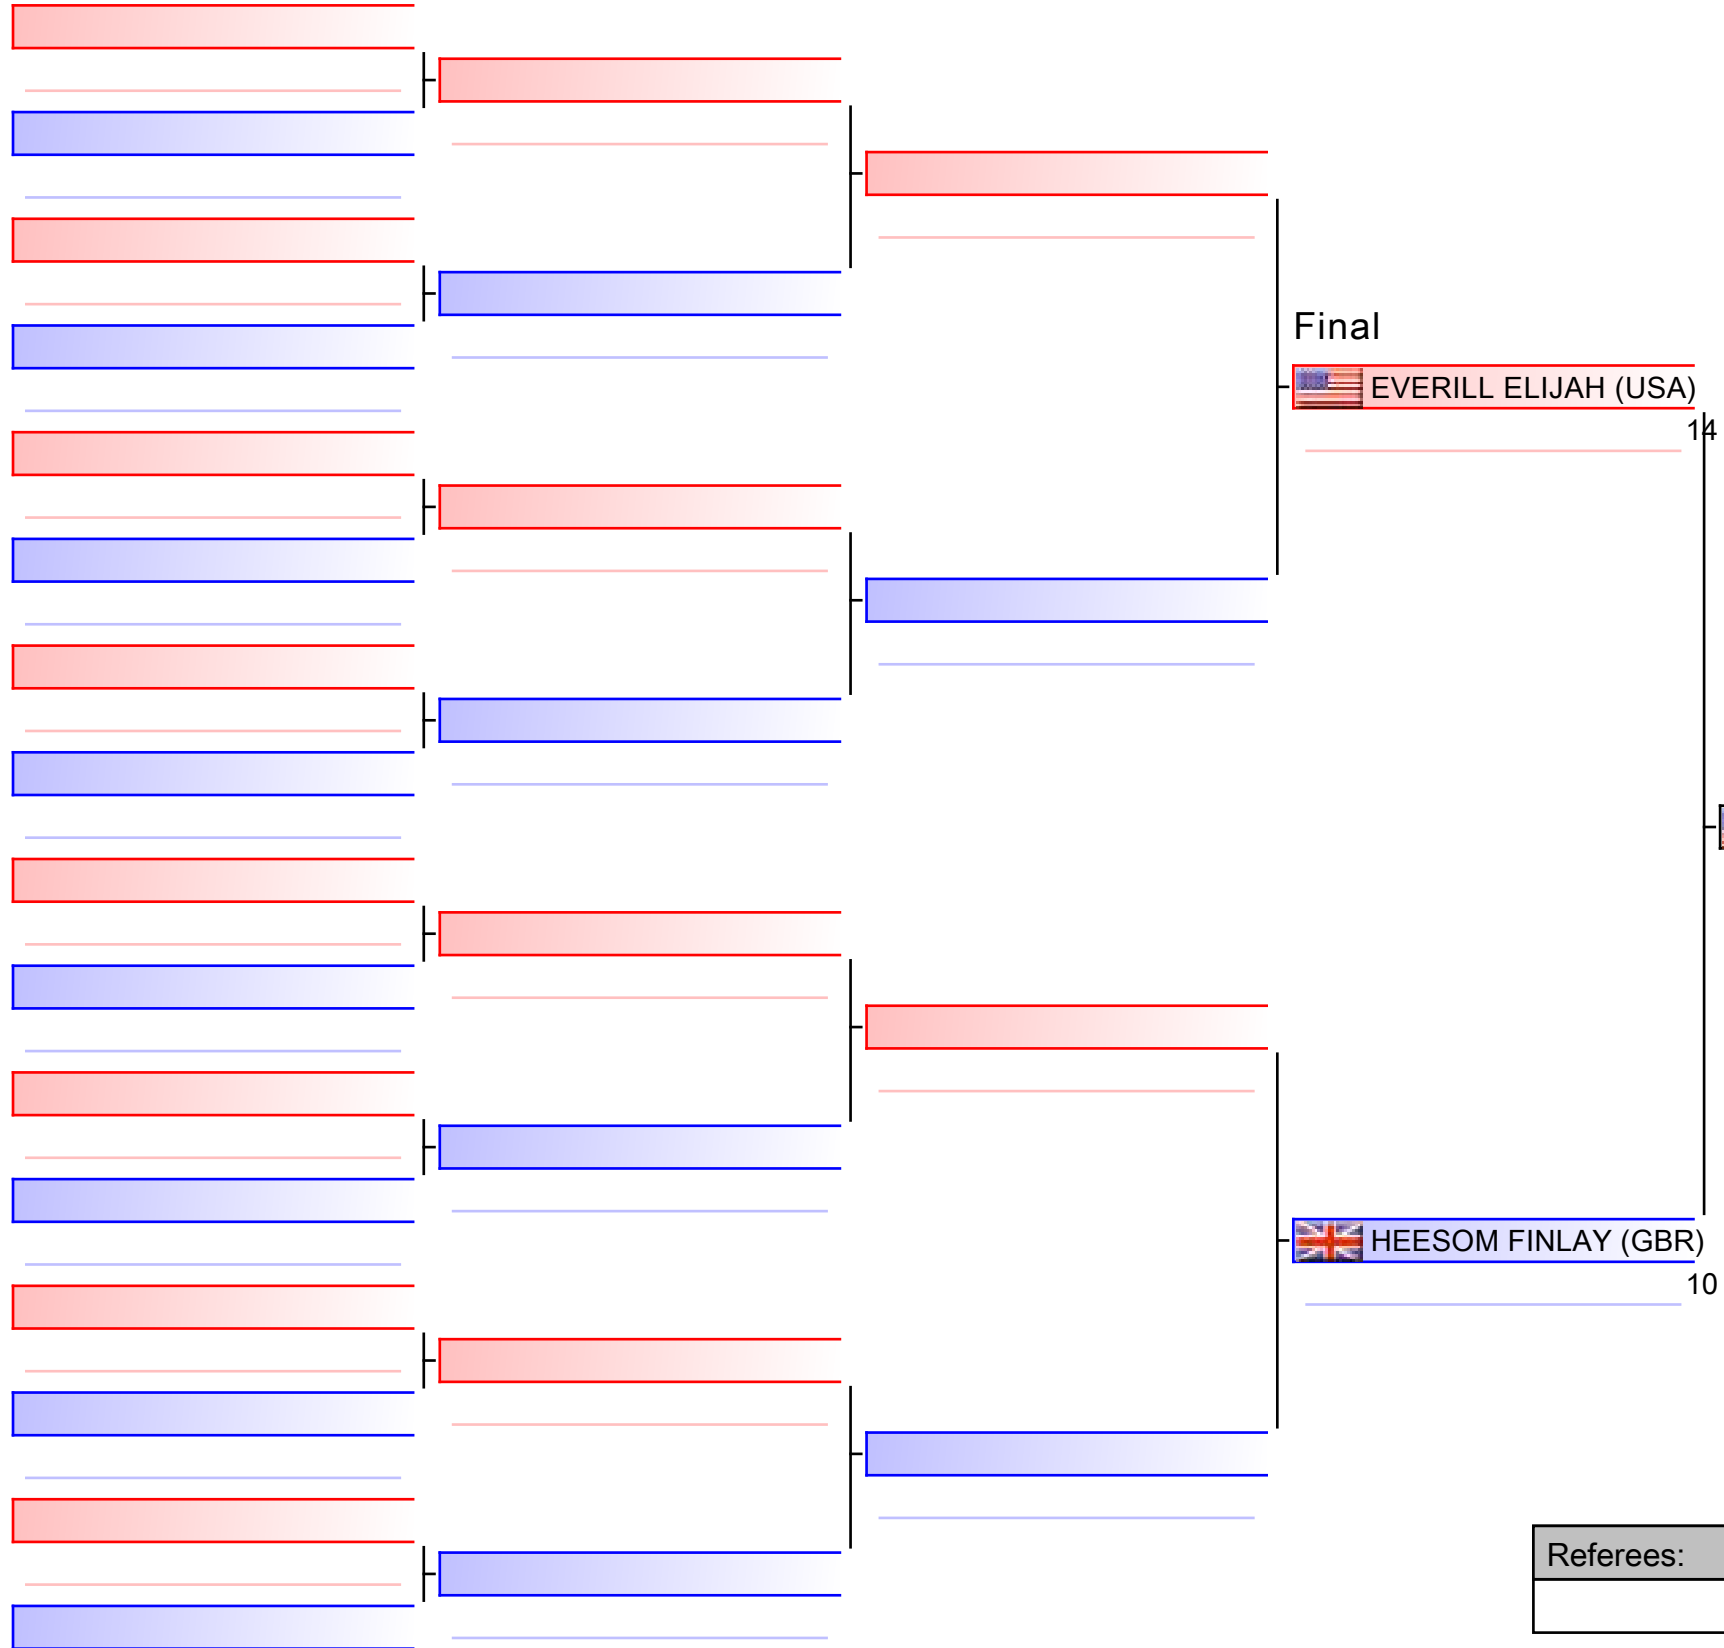 Final
EVERILL ELIJAH (USA)
14
HEESOM FINLAY (GBR)
10
Referees: